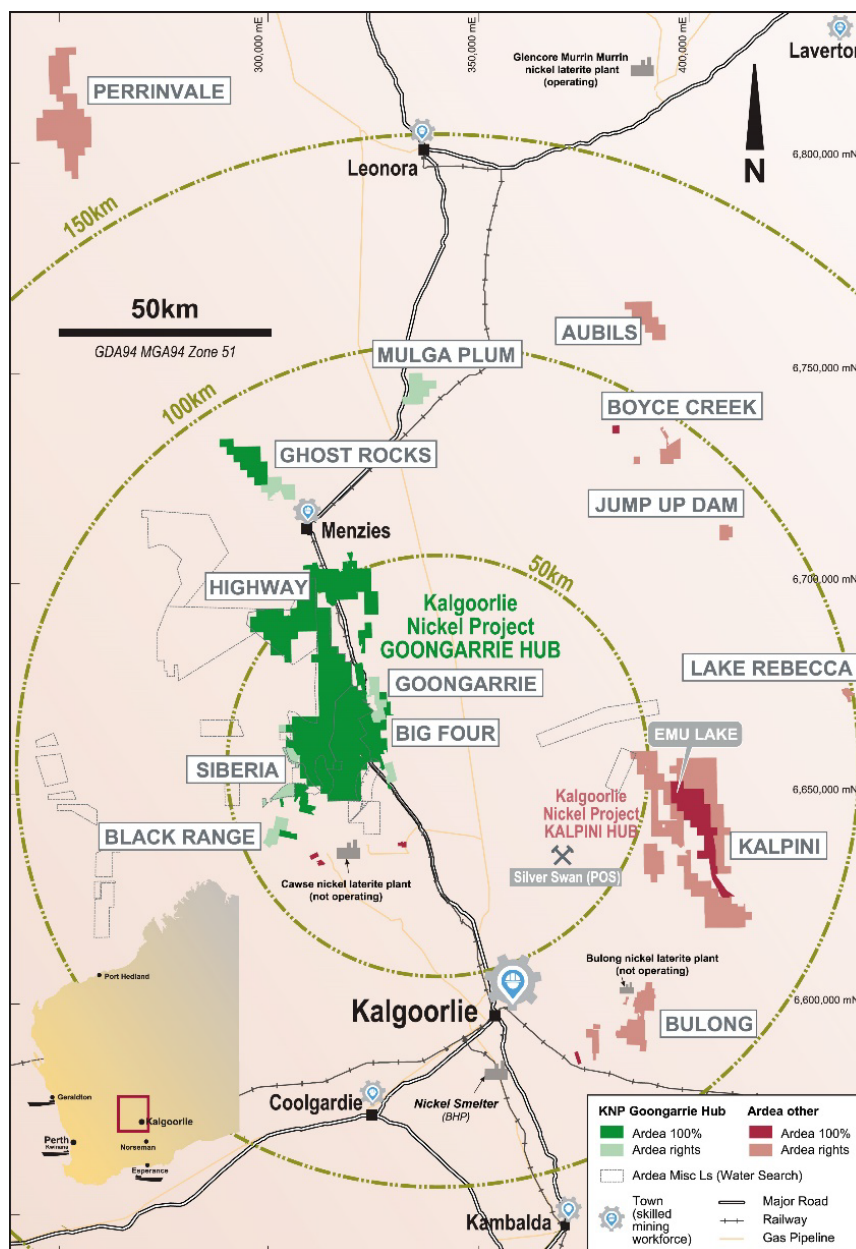 300,000 mE
350,000 mE
400,000 mE
Laverton
Glencore Murrin Murrin
nickel laterite plant
(operating)
PERRINVALE
N
6,800,000 mN
Leonora
150km
50km
GDA94 MGA94 Zone 51
AUBILS
MULGA PLUM
6,750,000 mN
100km
BOYCE CREEK
GHOST ROCKS
JUMP UP DAM
Menzies
50km
6,700,000 mN
HIGHWAY
Kalgoorlie
Nickel Project
GOONGARRIE HUB
LAKE REBECCA
GOONGARRIE
BIG FOUR
EMU LAKE
SIBERIA
6,650,000 mN
Kalgoorlie
Nickel Project
KALPINI HUB
BLACK RANGE
KALPINI
Silver Swan (POS)
Cawse nickel laterite plant
(not operating)
Bulong nickel laterite plant
(not operating)
Port Hedland
Kalgoorlie
6,600,000 mN
BULONG
Geraldton
Kalgoorlie
Perth
Kwinana
Norseman
Esperance
Coolgardie
Nickel Smelter
(BHP)
Kambalda
KNP Goongarrie Hub
Ardea 100%
Ardea rights
Ardea other
Ardea 100%
Ardea rights
Ardea Misc Ls (Water Search)
Town
(skilled
mining
workforce)
Major Road
Railway
Gas Pipeline